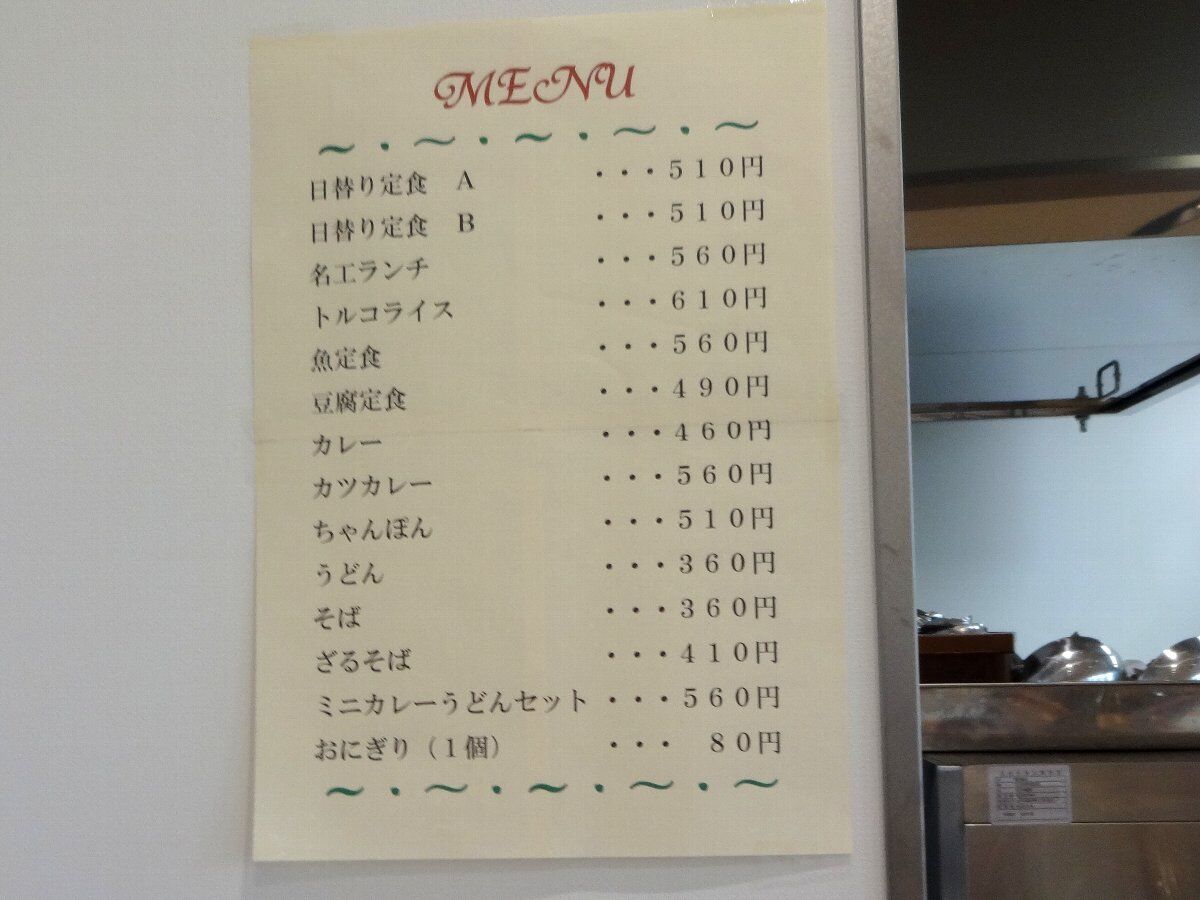 MENU
～・～・～・～・～
日替り定食　A　・・・５１０円
日替り定食　B　・・・５１０円
名工ランチ　・・・５６０円
トルコライス　・・・６１０円
魚定食　・・・５６０円
豆腐定食　・・・４９０円
カレー　・・・４６０円
カツカレー　・・・５６０円
ちゃんぽん　・・・５１０円
うどん　・・・３６０円
そば　・・・３６０円
ざるそば　・・・４１０円
ミニカレーうどんセット　・・・５６０円
おにぎり（１個）　・・・　８０円
～・～・～・～・～